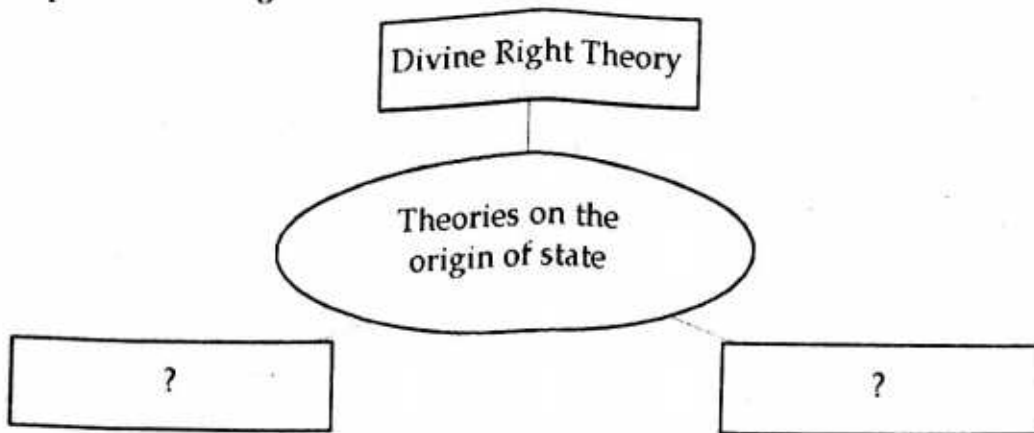 Divine Right Theory
Theories on the
origin of state
?
?